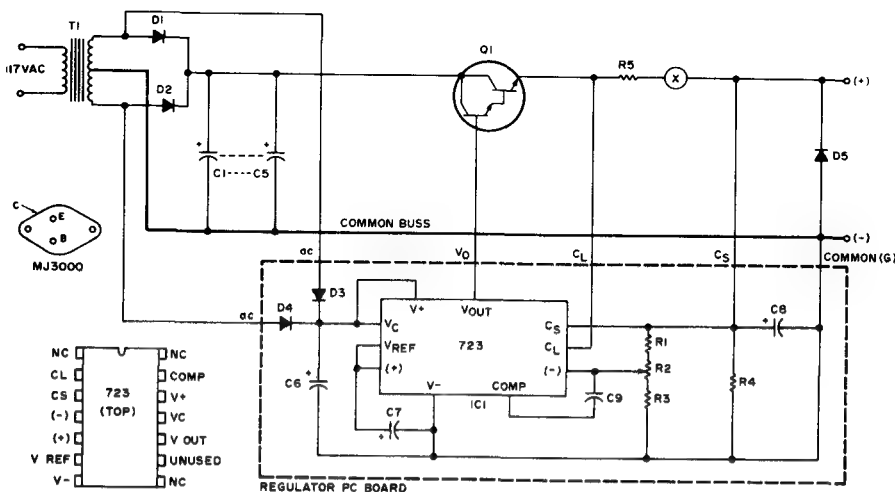 T1
D1
117VAC
D2
Q1
R5
X
(+)
+
+
C1----C5
D5
C
E
B
MJ3000
COMMON BUSS
(-)
ac
VO
CL
CS
COMMON (G)
D3
ac
D4
V+
VOUT
VC
CS
C8
+
VREF
723
CL
R1
(+)
(-)
R2
C6
+
V-
COMP
C9
R3
R4
C7
+
IC1
NC
NC
CL
COMP
CS
723
V+
(-)
(TOP)
VC
(+)
V OUT
V REF
UNUSED
V-
NC
REGULATOR PC BOARD